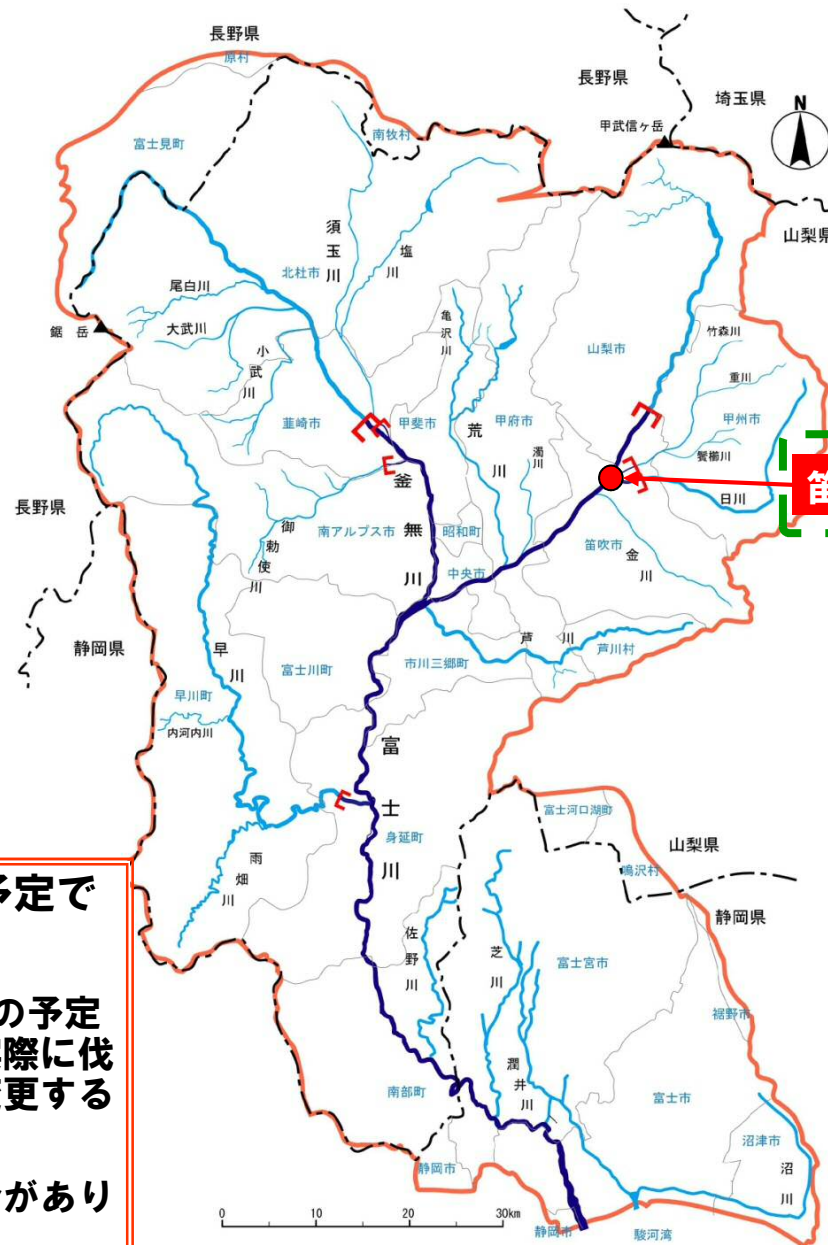 長野県
原村
長野県
埼玉県
甲武信ヶ岳
N
南牧村
富士見町
山梨県
須玉川
塩川
北杜市
尾白川
亀沢川
鋸 岳
大武川
竹森川
小武川
山梨市
重川
韮崎市
甲斐市
甲府市
甲州市
荒川
濁川
鬢櫛川
日川
笛
釜無川
長野県
御勅使川
南アルプス市
昭和町
笛吹市
金川
中央市
静岡県
早川
芦川
芦川村
富士川町
市川三郷町
早川町
内河内川
富士川
富士河口湖町
山梨県
身延町
鳴沢村
雨畑川
静岡県
予定で
佐野川
芝川
富士宮市
の予定
裾野市
際に伐
更する
潤井川
南部町
富士市
沼津市
沼川
静岡市
合があり
0 10 20 30km
静岡市
駿河湾